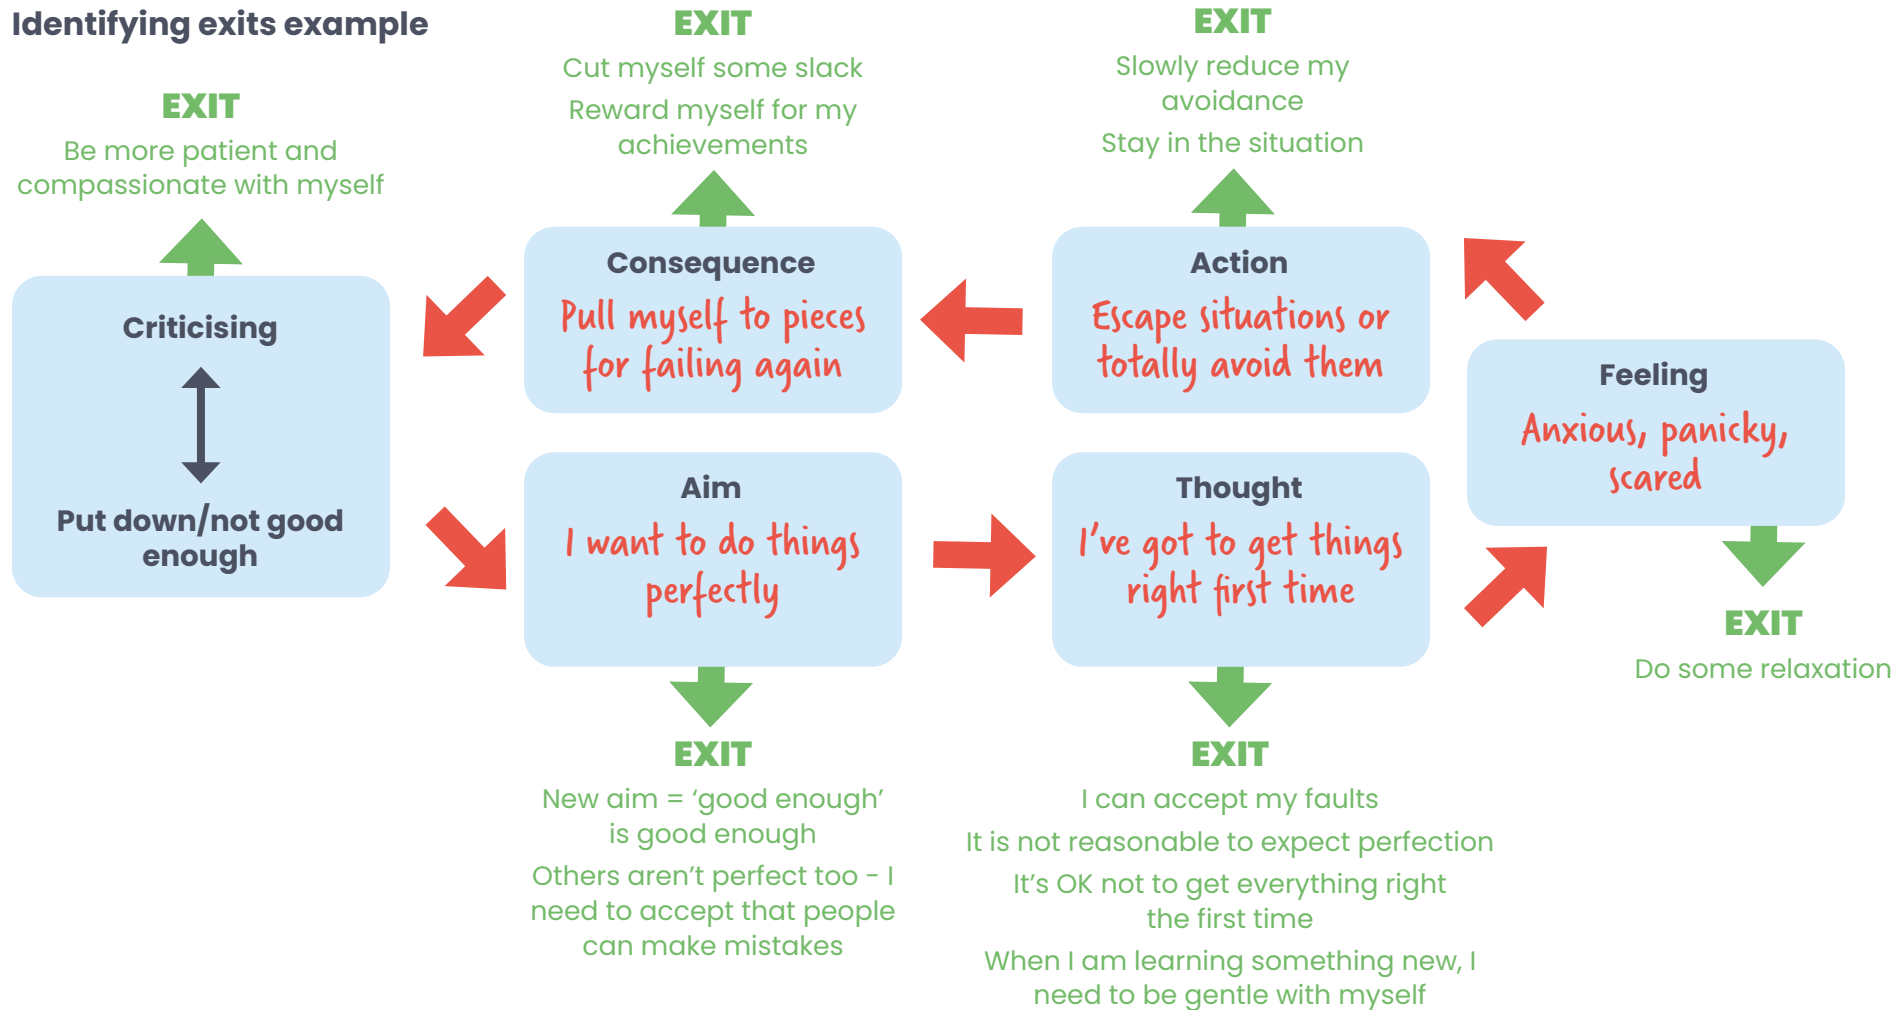 Identifying exits example
EXIT
Be more patient and
compassionate with myself
EXIT
Cut myself some slack
Reward myself for my
achievements
EXIT
Slowly reduce my
avoidance
Stay in the situation
Criticising
Put down/not good
enough
Consequence
Pull myself to pieces
for failing again
Action
Escape situations or
totally avoid them
Feeling
Anxious, panicky,
scared
Aim
I want to do things
perfectly
Thought
I've got to get things
right first time
EXIT
Do some relaxation
EXIT
New aim = ‘good enough’
is good enough
Others aren’t perfect too - I
need to accept that people
can make mistakes
EXIT
I can accept my faults
It is not reasonable to expect perfection
It’s OK not to get everything right
the first time
When I am learning something new, I
need to be gentle with myself